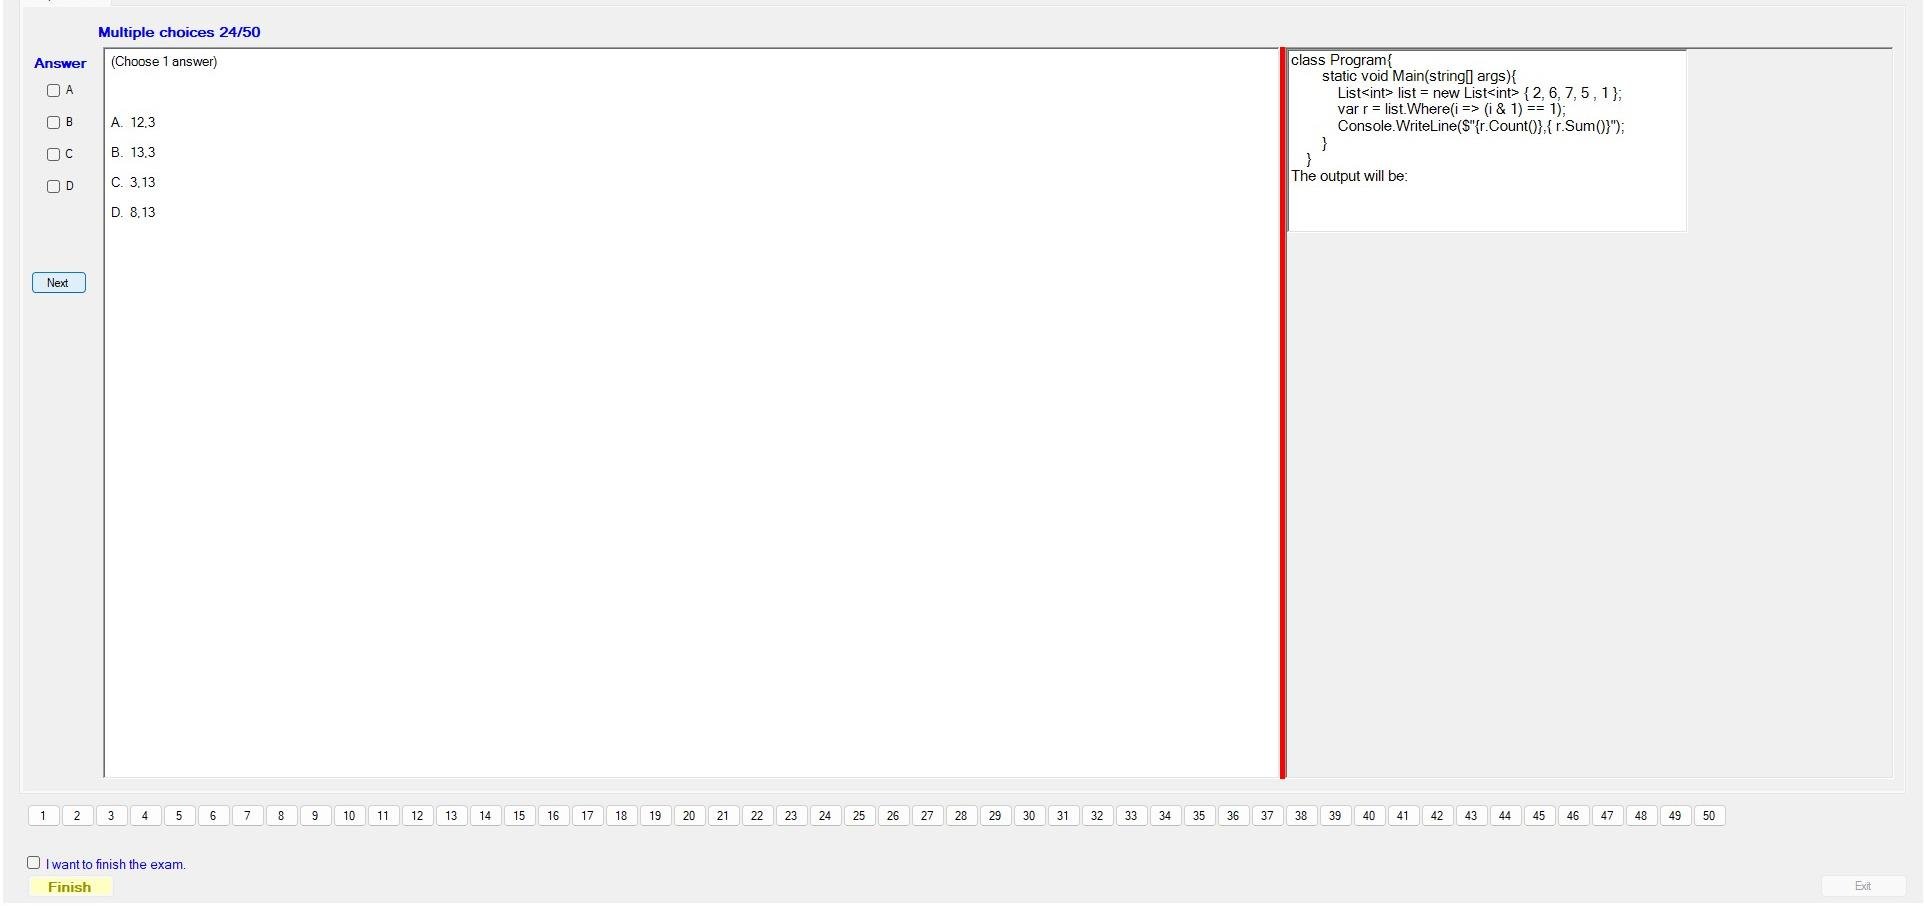 Multiple choices 24/50
Answer
(Choose 1 answer)
A
B
C
D
A. 12,3
B. 13,3
C. 3,13
D. 8,13
Next
class Program{
static void Main(string[] args){
List<int> list = new List<int> { 2, 6, 7, 5 , 1 };
var r = list.Where(i => (i & 1) == 1);
Console.WriteLine($"{r.Count()},{ r.Sum()}");
}
}
The output will be:
1 2 3 4 5 6 7 8 9 10 11 12 13 14 15 16 17 18 19 20 21 22 23 24 25 26 27 28 29 30 31 32 33 34 35 36 37 38 39 40 41 42 43 44 45 46 47 48 49 50
I want to finish the exam.
Finish
Exit